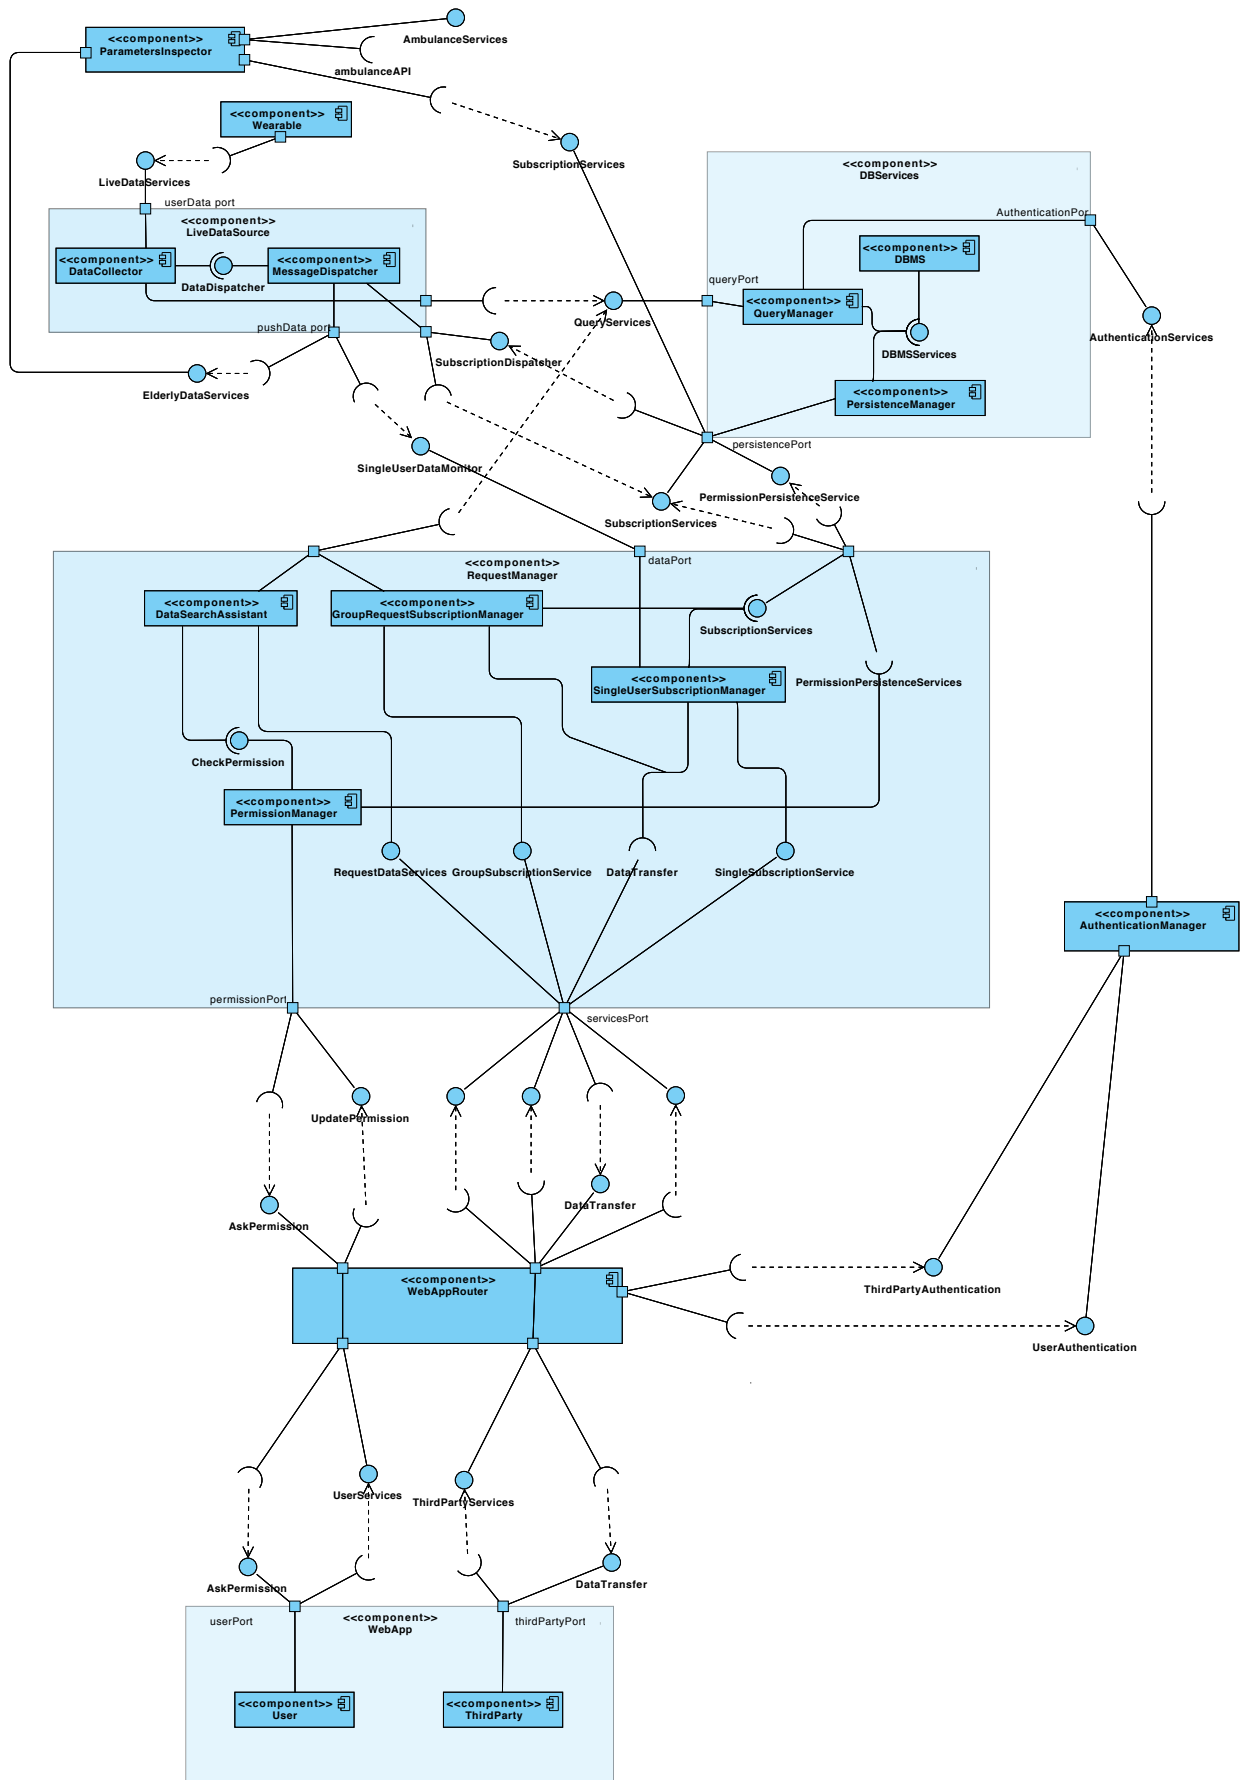 <<component>>
ParametersInspector
AmbulanceServices
ambulanceAPI
<<component>>
Wearable
SubscriptionServices
LiveDataServices
<<component>>
DBServices
userData port
<<component>>
LiveDataSource
AuthenticationPor
<<component>>
DataCollector
<<component>>
MessageDispatcher
DataDispatcher
<<component>>
DBMS
queryPort
<<component>>
QueryManager
QueryServices
pushData port
AuthenticationServices
DBMSServices
SubscriptionDispatcher
ElderlyDataServices
<<component>>
PersistenceManager
persistencePort
SingleUserDataMonitor
PermissionPersistenceService
SubscriptionServices
dataPort
<<component>>
RequestManager
<<component>>
DataSearchAssistant
<<component>>
GroupRequestSubscriptionManager
SubscriptionServices
<<component>>
SingleUserSubscriptionManager
PermissionPersistenceServices
CheckPermission
<<component>>
PermissionManager
RequestDataServices
GroupSubscriptionService
DataTransfer
SingleSubscriptionService
<<component>>
AuthenticationManager
permissionPort
servicesPort
UpdatePermission
AskPermission
DataTransfer
<<component>>
WebAppRouter
ThirdPartyAuthentication
UserAuthentication
UserServices
ThirdPartyServices
AskPermission
DataTransfer
userPort
<<component>>
WebApp
thirdPartyPort
<<component>>
User
<<component>>
ThirdParty